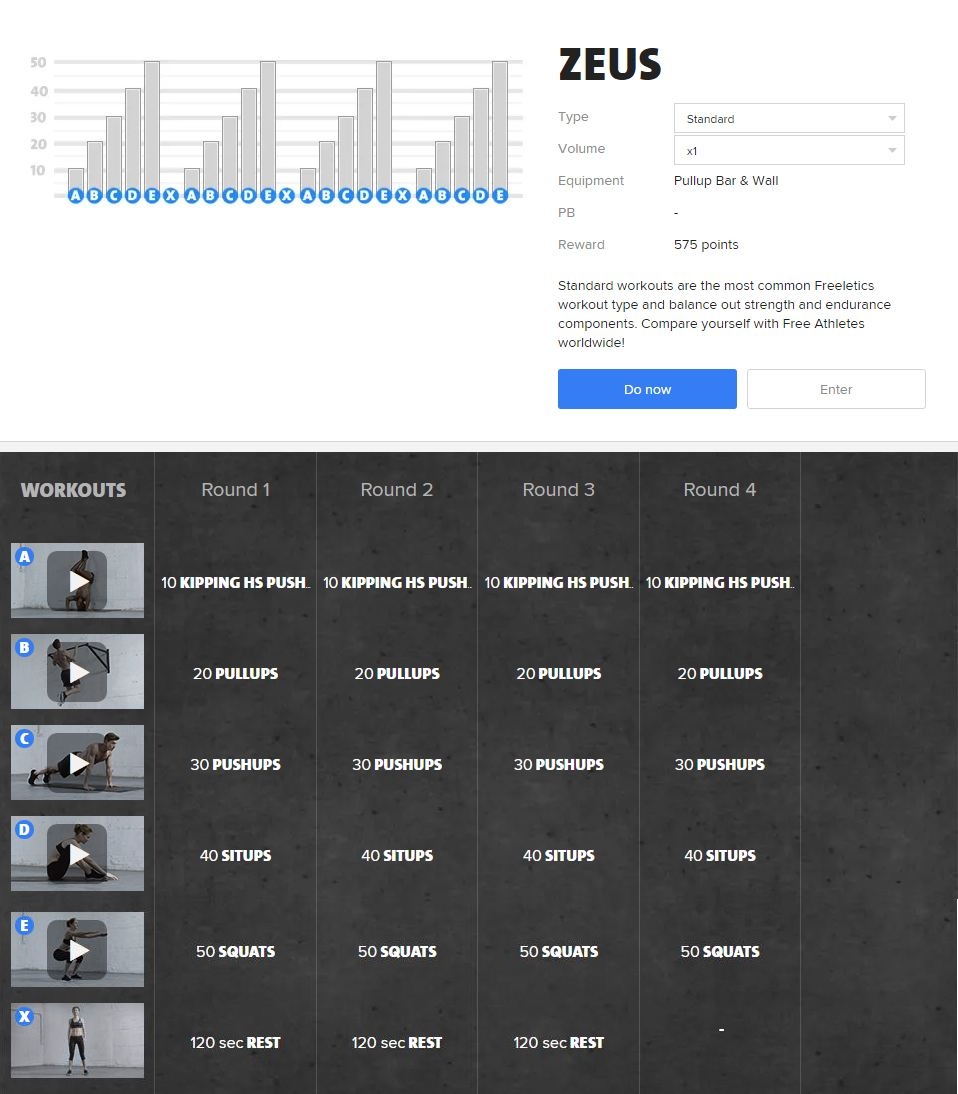 50
40
30
20
10
A B C D E X A B C D E X A B C D E X A B C D E
ZEUS
Type Standard
Volume x1
Equipment Pullup Bar & Wall
PB -
Reward 575 points
Standard workouts are the most common Freeletics
workout type and balance out strength and endurance
components. Compare yourself with Free Athletes
worldwide!
Do now Enter
WORKOUTS Round 1 Round 2 Round 3 Round 4
A 10 KIPPING HS PUSH.. 10 KIPPING HS PUSH.. 10 KIPPING HS PUSH.. 10 KIPPING HS PUSH..
B 20 PULLUPS 20 PULLUPS 20 PULLUPS 20 PULLUPS
C 30 PUSHUPS 30 PUSHUPS 30 PUSHUPS 30 PUSHUPS
D 40 SITUPS 40 SITUPS 40 SITUPS 40 SITUPS
E 50 SQUATS 50 SQUATS 50 SQUATS 50 SQUATS
X 120 sec REST 120 sec REST 120 sec REST -